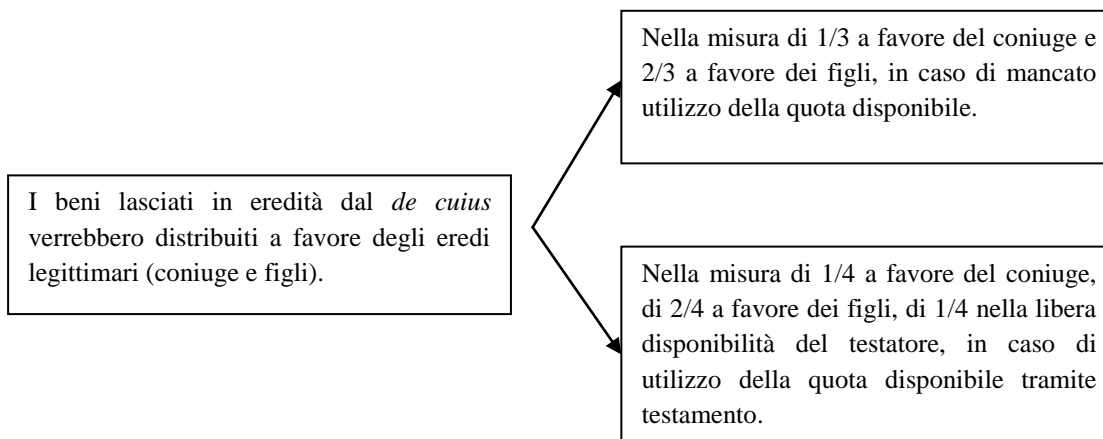 I beni lasciati in eredità dal de cuius
verrebbero distribuiti a favore degli eredi
legittimari (coniuge e figli).
Nella misura di 1/3 a favore del coniuge e
2/3 a favore dei figli, in caso di mancato
utilizzo della quota disponibile.
Nella misura di 1/4 a favore del coniuge,
di 2/4 a favore dei figli, di 1/4 nella libera
disponibilità del testatore, in caso di
utilizzo della quota disponibile tramite
testamento.